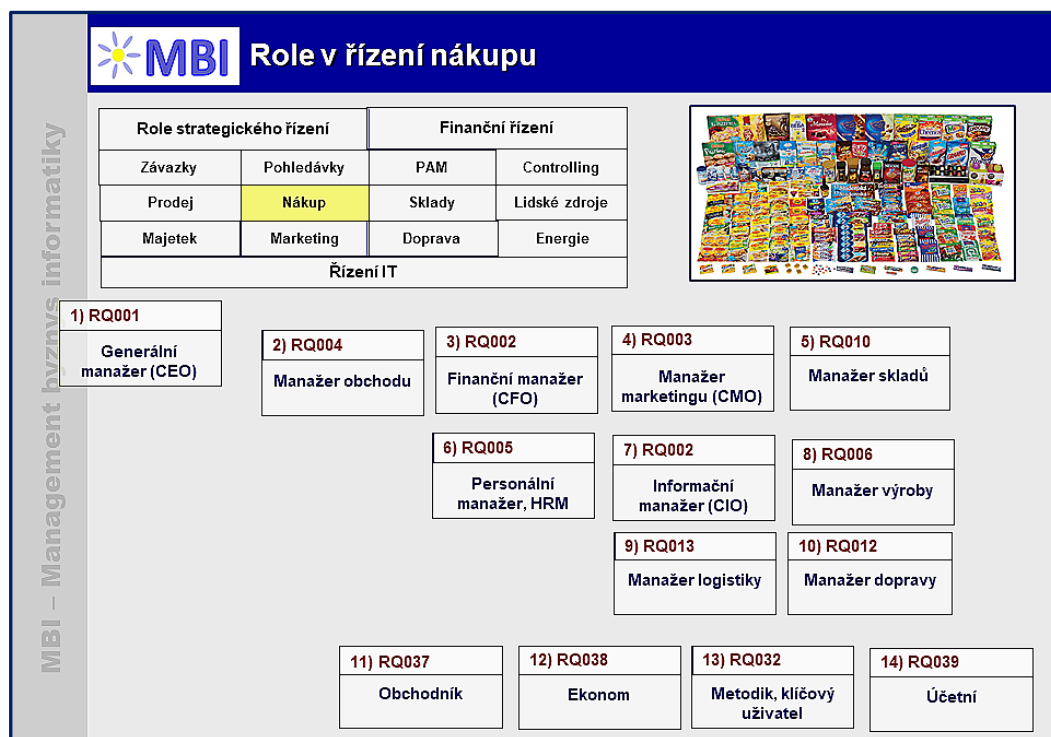 MBI
Role v řízení nákupu
MBI – Management byznys informatiky
Role strategického řízení
Finanční řízení
Závazky
Pohledávky
PAM
Controlling
Prodej
Nákup
Sklady
Lidské zdroje
Majetek
Marketing
Doprava
Energie
Řízení IT
1) RQ001
Generální
manažer (CEO)
2) RQ004
Manažer obchodu
3) RQ002
Finanční manažer
(CFO)
4) RQ003
Manažer
marketingu (CMO)
5) RQ010
Manažer skladů
6) RQ005
Personální
manažer, HRM
7) RQ002
Informační
manažer (CIO)
8) RQ006
Manažer výroby
9) RQ013
Manažer logistiky
10) RQ012
Manažer dopravy
11) RQ037
Obchodník
12) RQ038
Ekonom
13) RQ032
Metodik, klíčový
uživatel
14) RQ039
Účetní